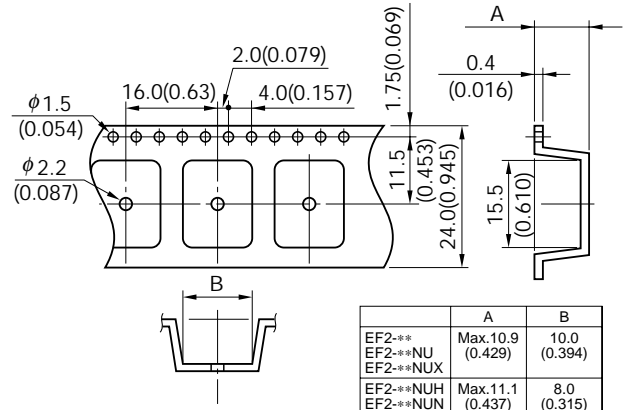 A
2.0(0.079)
1.75(0.069)
0.4
(0.016)
16.0(0.63)
4.0(0.157)
ϕ1.5
(0.054)
ϕ2.2
(0.087)
11.5
(0.453)
24.0(0.945)
15.5
(0.610)
B
A B
EF2-** Max.10.9 10.0
EF2-**NU (0.429) (0.394)
EF2-**NUX
EF2-**NUH Max.11.1 8.0
EF2-**NUN (0.437) (0.315)